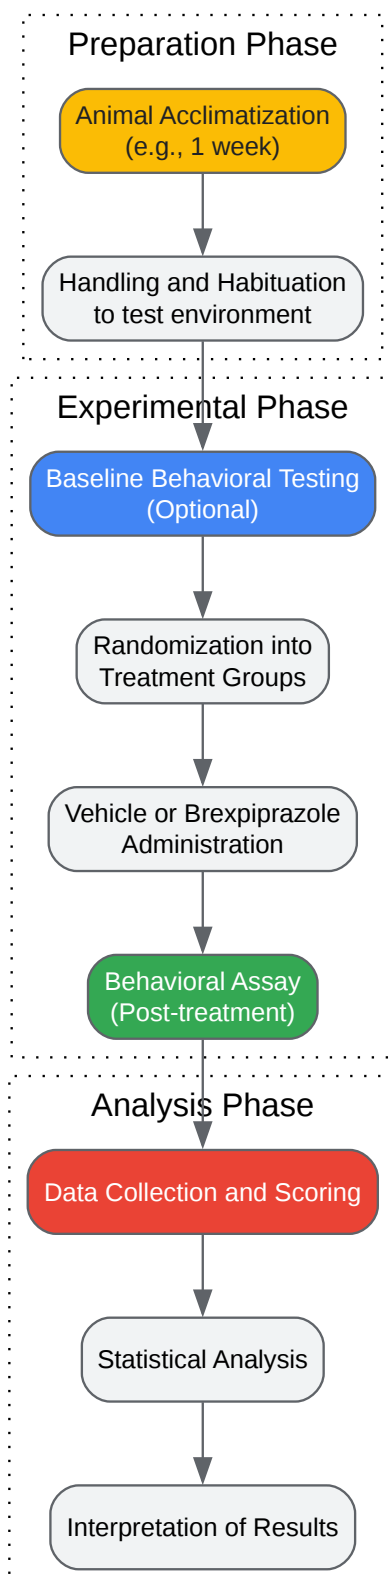 Preparation Phase
Animal Acclimatization
(e.g., 1 week)
Handling and Habituation
to test environment
Experimental Phase
Baseline Behavioral Testing
(Optional)
Randomization into
Treatment Groups
Vehicle or Brexpiprazole
Administration
Behavioral Assay
(Post-treatment)
Analysis Phase
Data Collection and Scoring
Statistical Analysis
Interpretation of Results